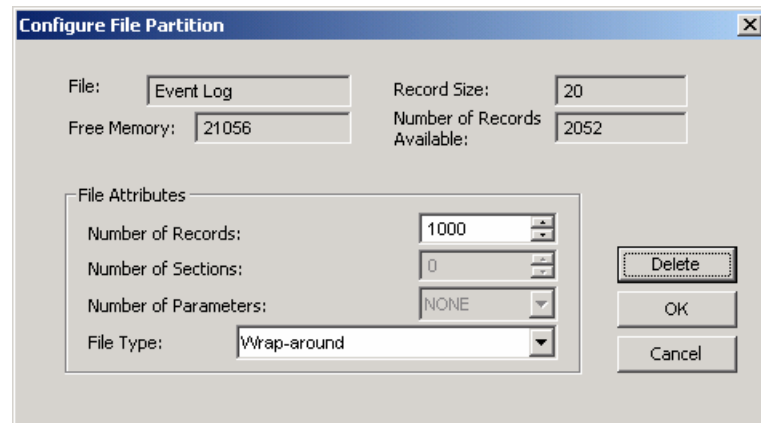 Configure File Partition
File: Event Log
Record Size: 20
Free Memory: 21056
Number of Records Available: 2052
File Attributes
Number of Records: 1000
Number of Sections: 0
Number of Parameters: NONE
File Type: Wrap-around
Delete
OK
Cancel